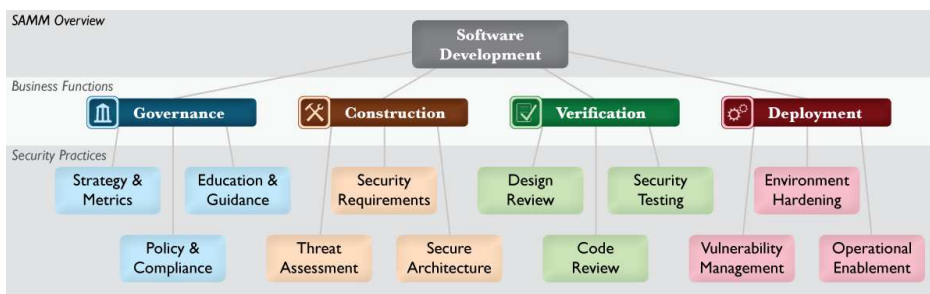 SAMM Overview
Software
Development
Business Functions
Governance
Construction
Verification
Deployment
Security Practices
Strategy &
Metrics
Education &
Guidance
Security
Requirements
Design
Review
Security
Testing
Environment
Hardening
Policy &
Compliance
Threat
Assessment
Secure
Architecture
Code
Review
Vulnerability
Management
Operational
Enablement